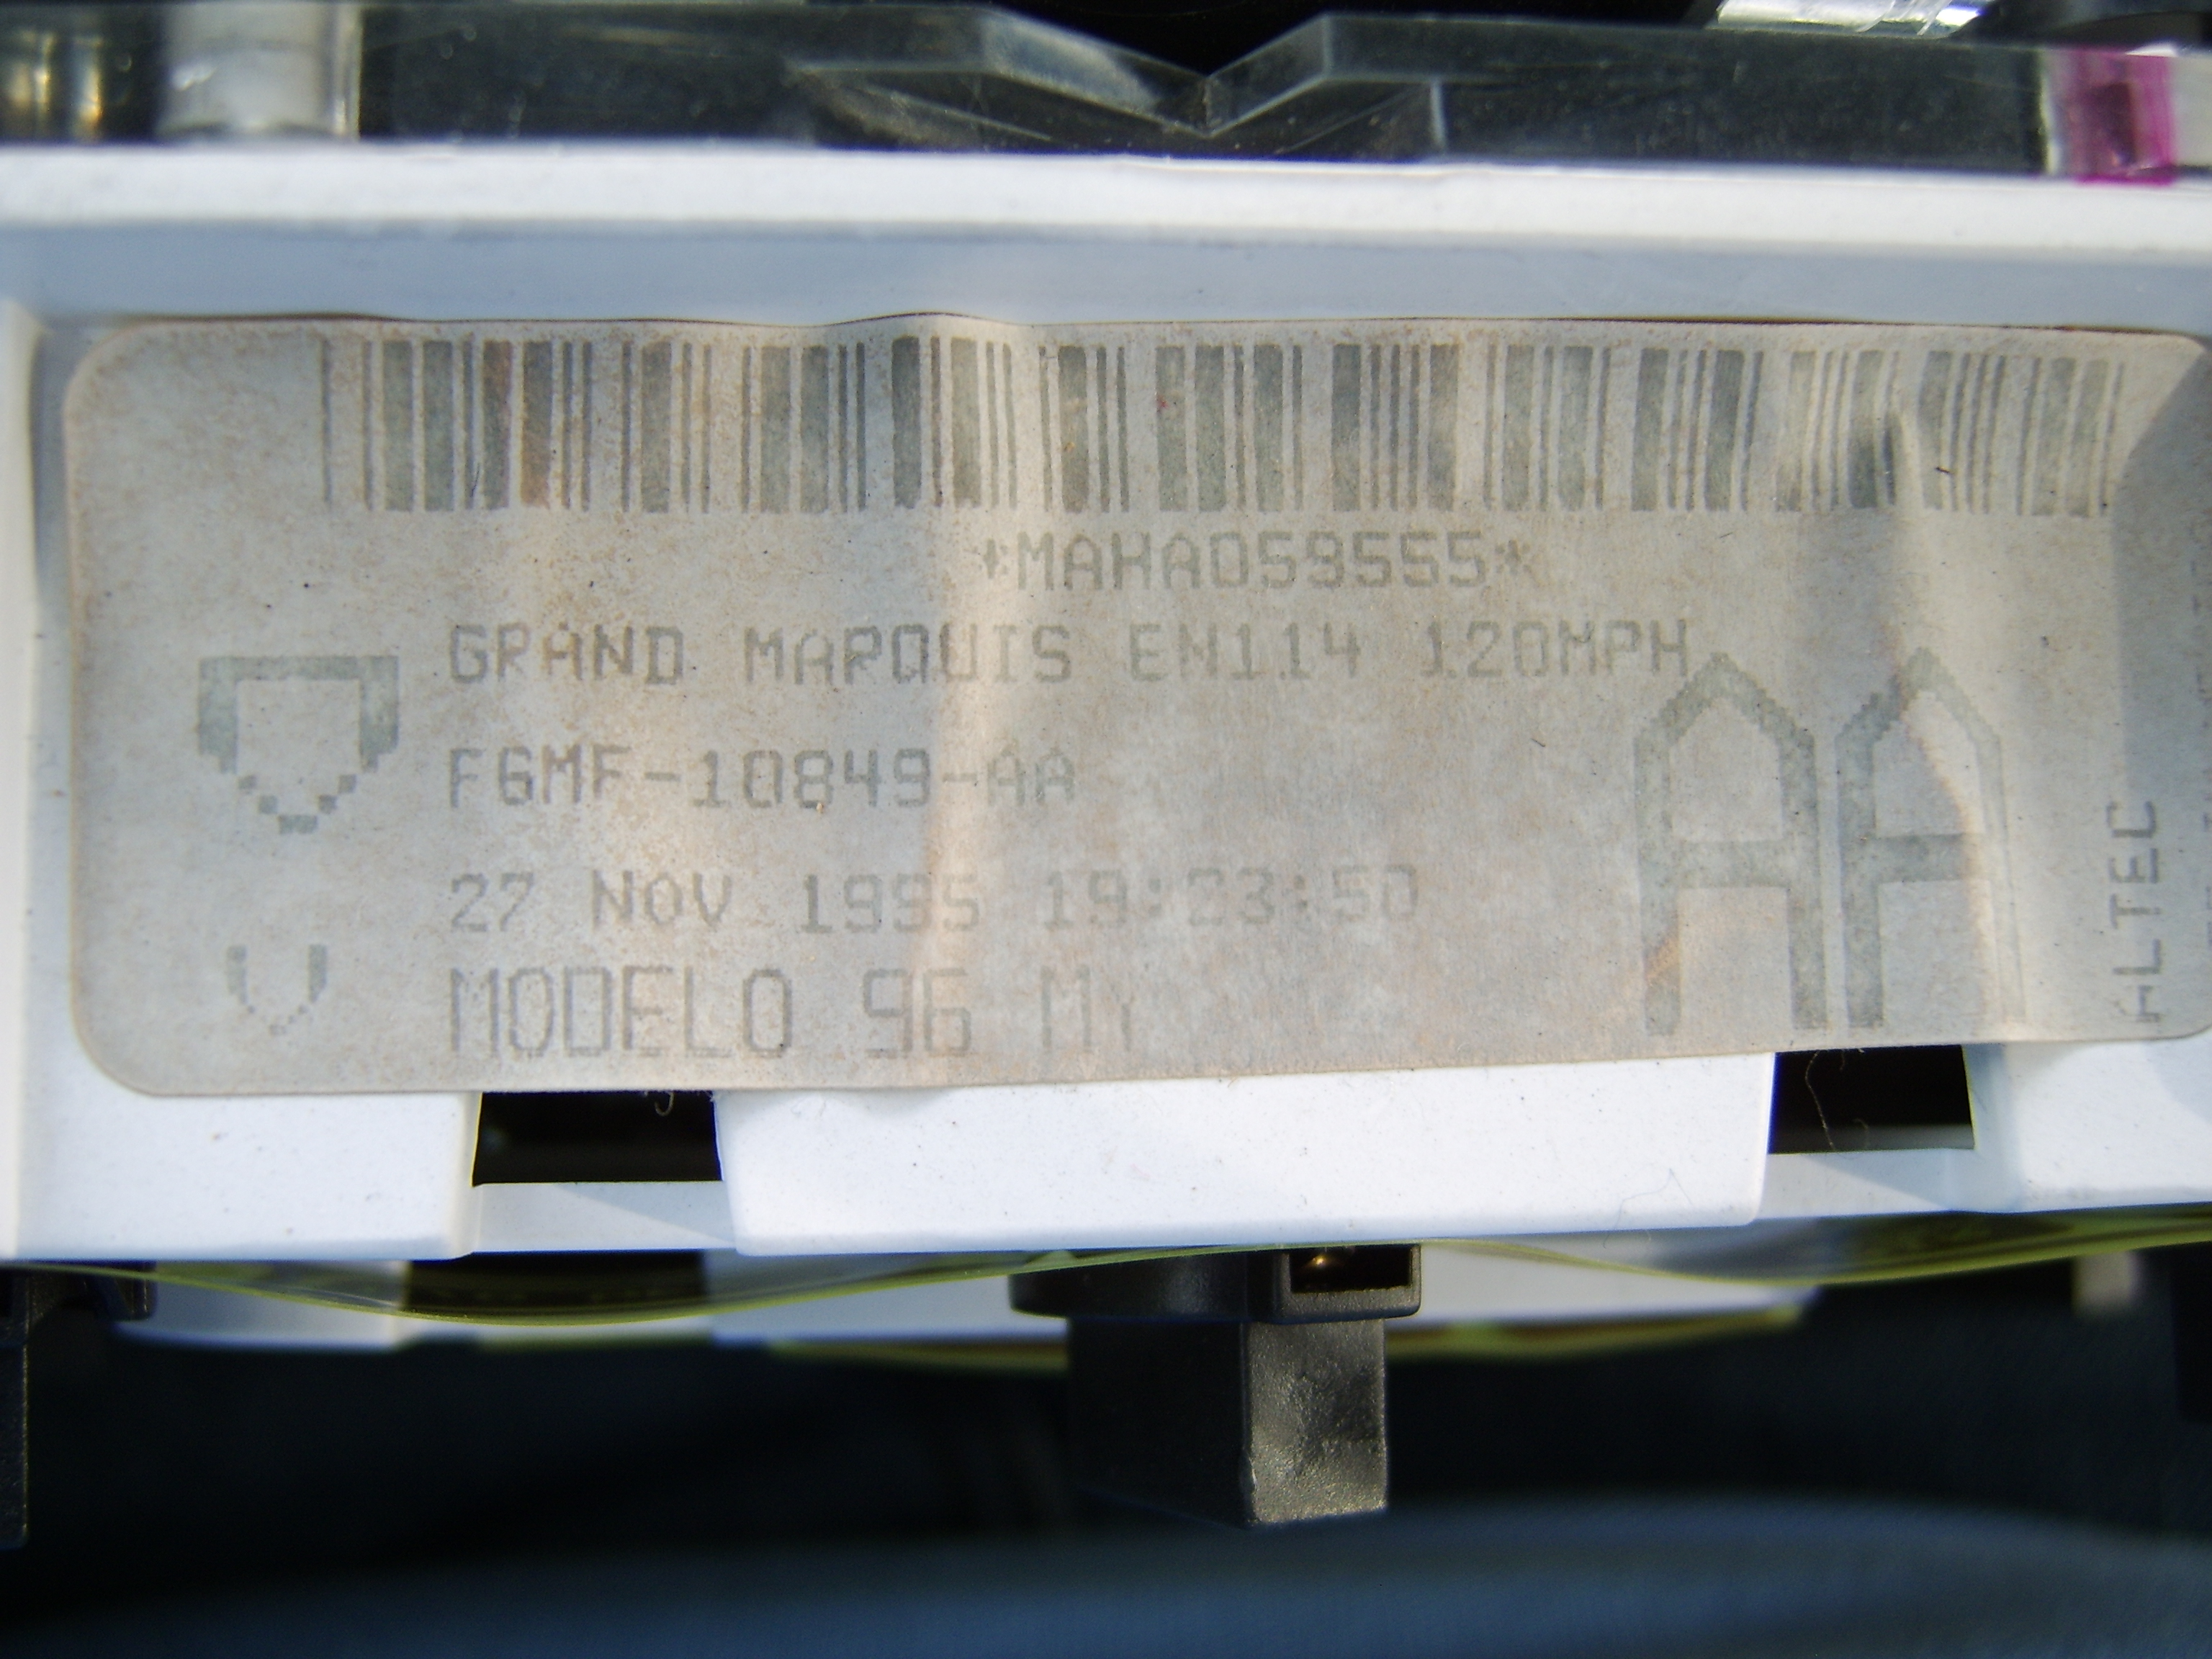 *MAHA059555*
GRAND MARQUIS EN114 120MPH
F6MF-10849-AA
27 NOV 1995 19:23:50
MODELO 96 MY
AA
ALTEC